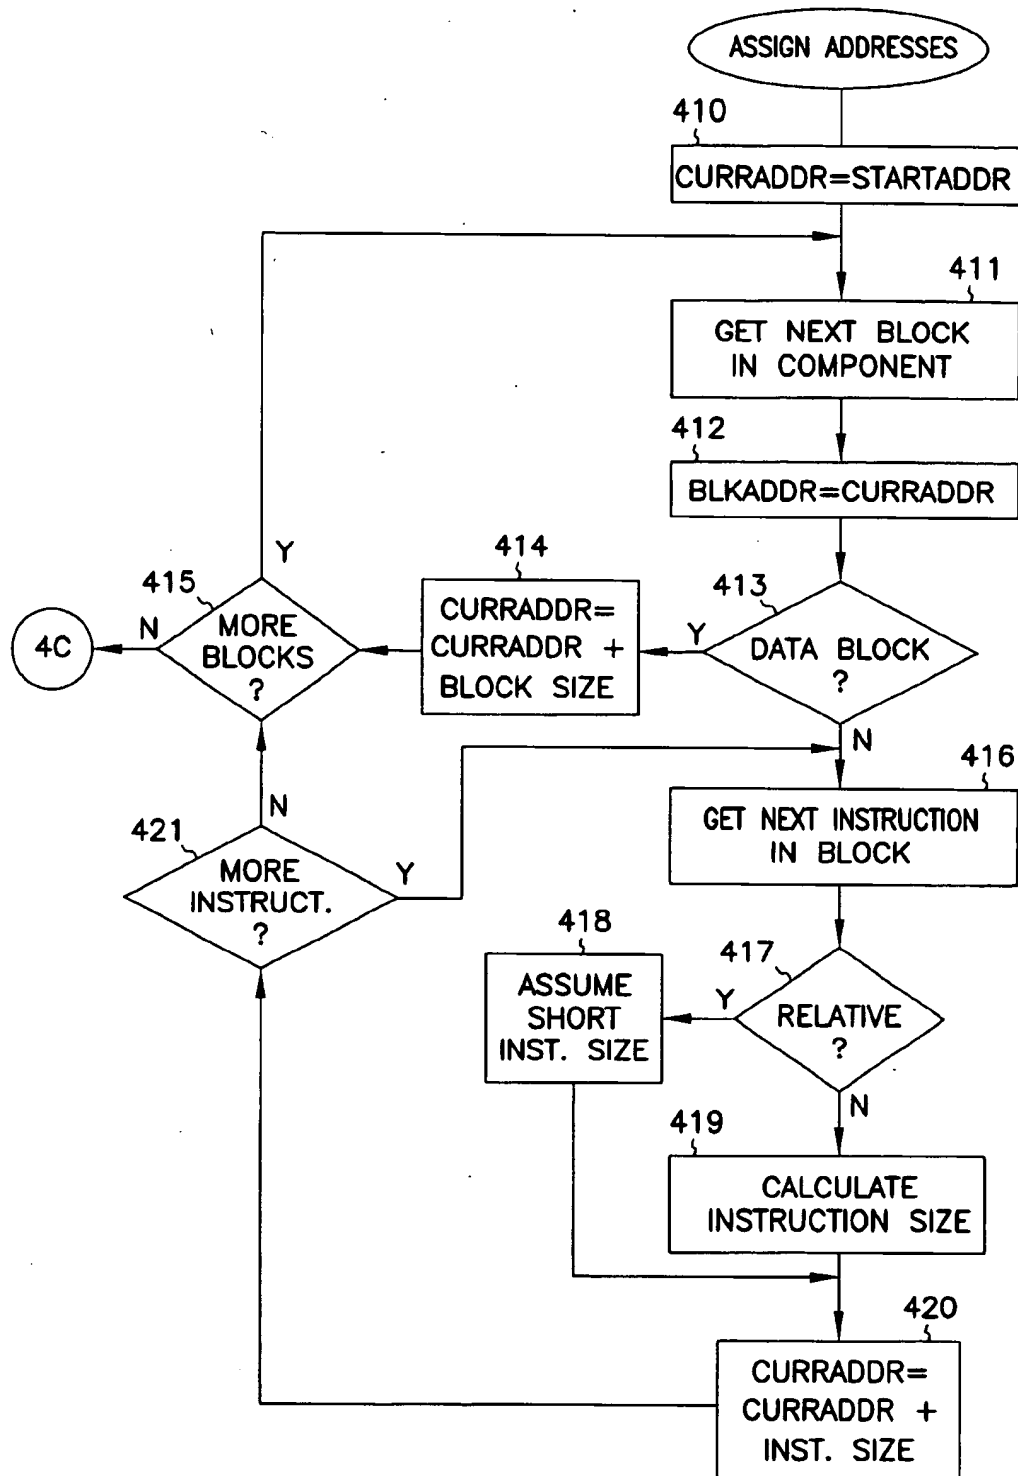 ASSIGN ADDRESSES
410
CURRADDR=STARTADDR
411
GET NEXT BLOCK
IN COMPONENT
412
BLKADDR=CURRADDR
413
DATA BLOCK
?
Y
N
414
CURRADDR=
CURRADDR +
BLOCK SIZE
415
MORE
BLOCKS
?
Y
N
4C
416
GET NEXT INSTRUCTION
IN BLOCK
417
RELATIVE
?
Y
N
418
ASSUME
SHORT
INST. SIZE
419
CALCULATE
INSTRUCTION SIZE
420
CURRADDR=
CURRADDR +
INST. SIZE
421
MORE
INSTRUCT.
?
Y
N